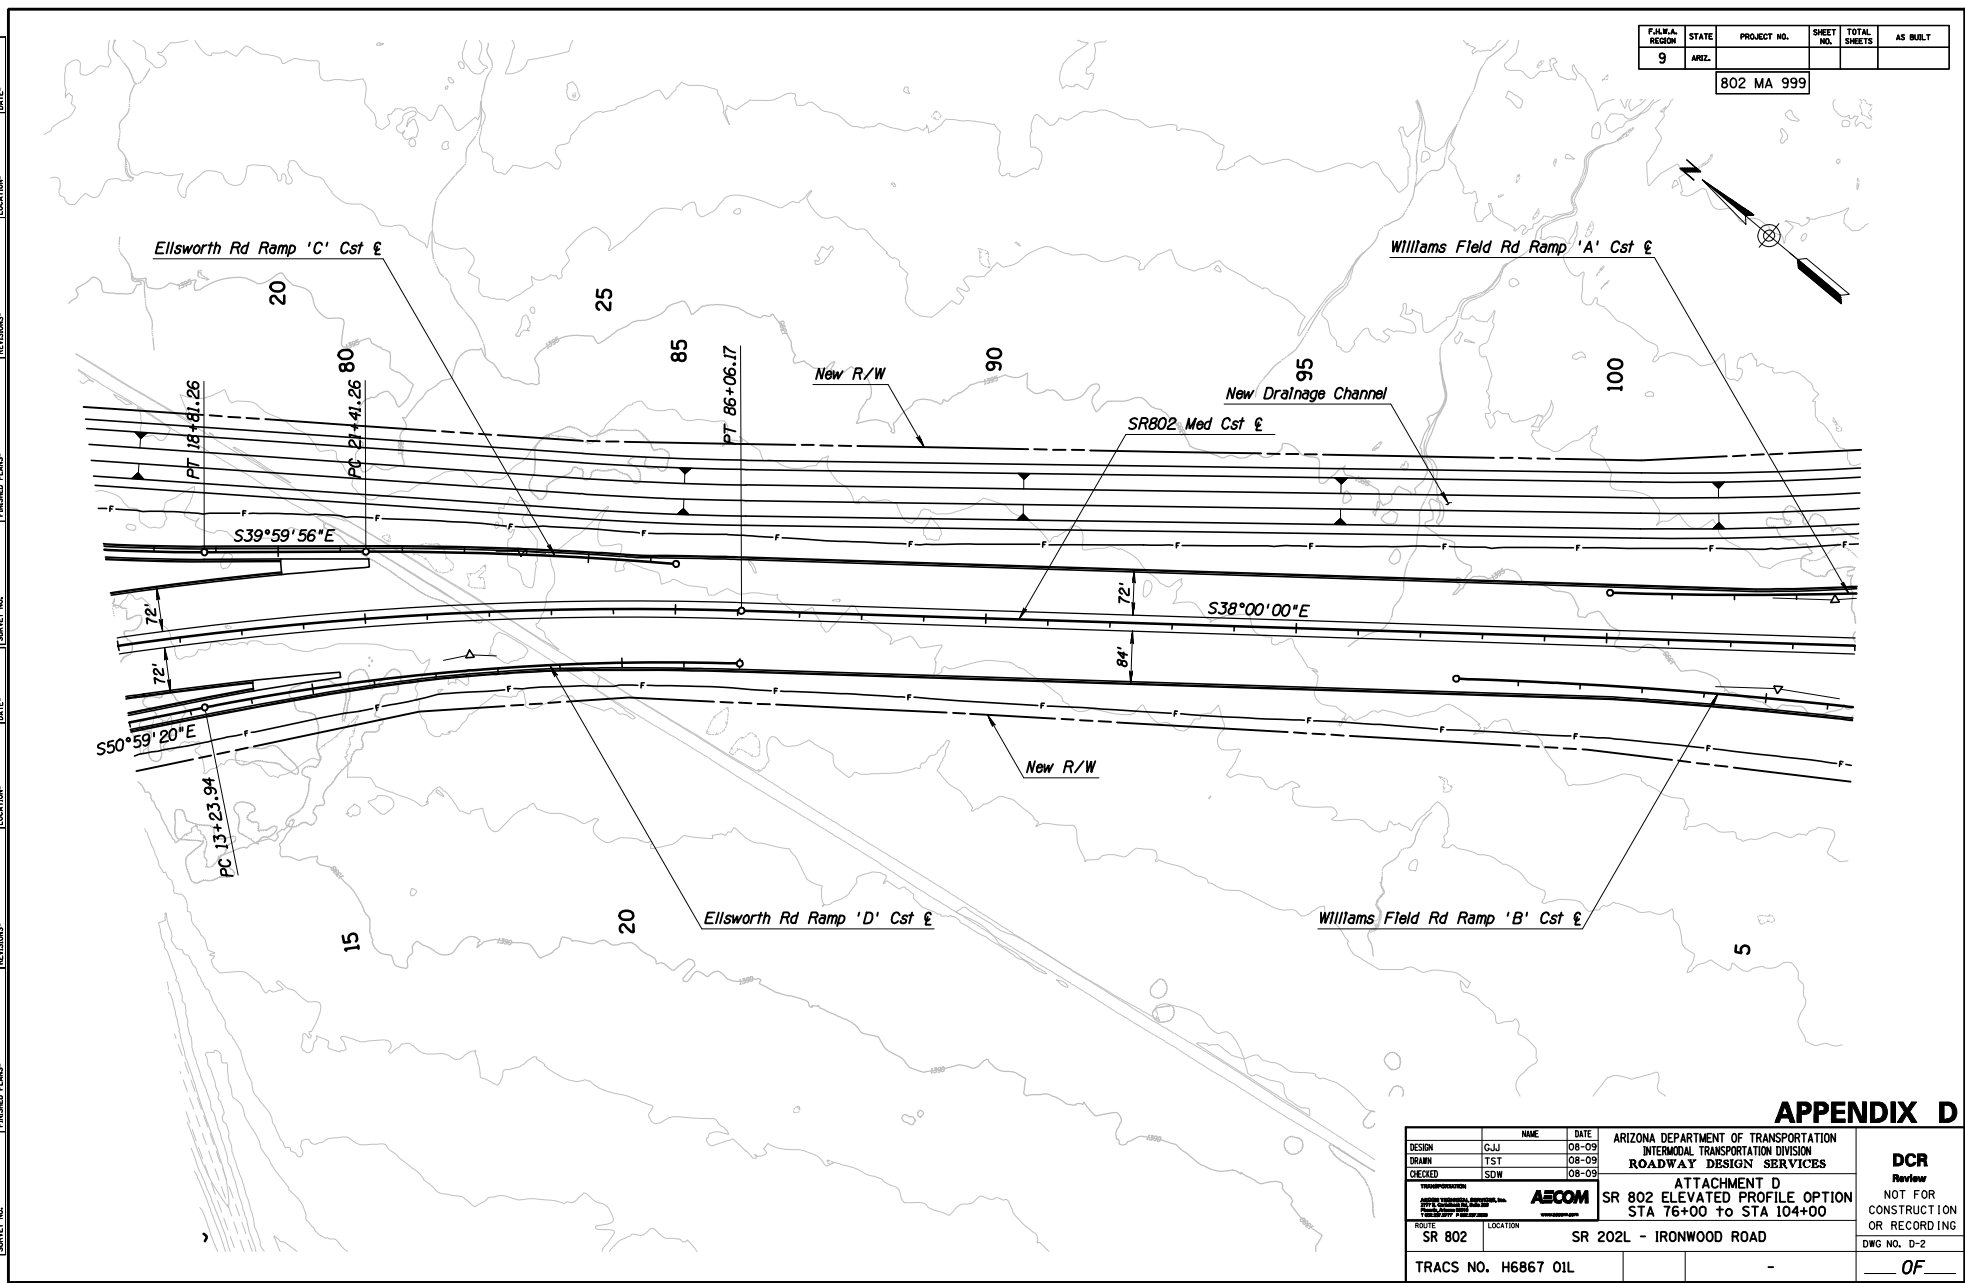 F.H.W.A. REGION STATE PROJECT NO. SHEET NO. TOTAL SHEETS AS BUILT
9 ARIZ.
802 MA 999
N
Ellsworth Rd Ramp 'C' Cst ℄
Williams Field Rd Ramp 'A' Cst ℄
20
25
80
85
90
95
100
PT 18+81.26
PC 21+41.26
PT 86+06.17
New R/W
New Drainage Channel
SR802 Med Cst ℄
S39°59'56"E
72'
72'
72'
84'
S38°00'00"E
S50°59'20"E
PC 13+23.94
New R/W
Ellsworth Rd Ramp 'D' Cst ℄
Williams Field Rd Ramp 'B' Cst ℄
15
20
5
APPENDIX D
NAME DATE
DESIGN GJJ 08-09
DRAWN TST 08-09
CHECKED SDW 08-09
ARIZONA DEPARTMENT OF TRANSPORTATION
INTERMODAL TRANSPORTATION DIVISION
ROADWAY DESIGN SERVICES
TRANSPORTATION
AECOM
ATTACHMENT D
SR 802 ELEVATED PROFILE OPTION
STA 76+00 to STA 104+00
DCR
Review
NOT FOR
CONSTRUCTION
OR RECORDING
ROUTE
SR 802
LOCATION
SR 202L - IRONWOOD ROAD
DWG NO. D-2
TRACS NO. H6867 01L
-
OF